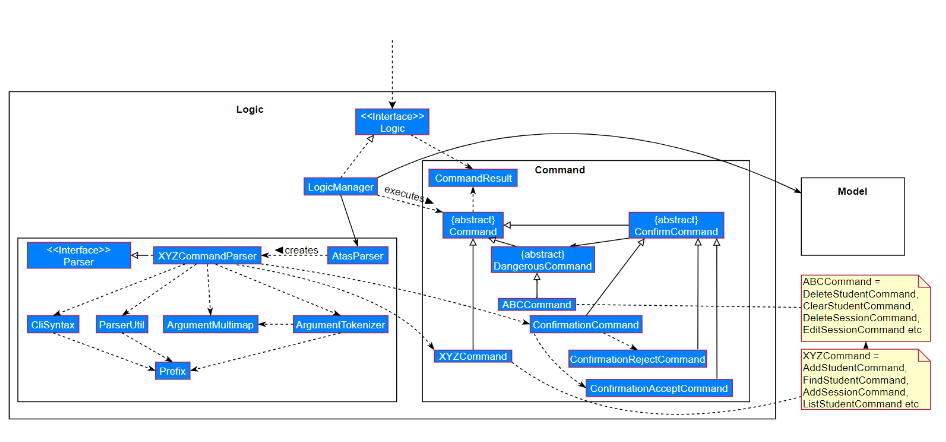 Logic
<<Interface>>
Logic
Command
CommandResult
LogicManager
executes
Model
{abstract}
Command
{abstract}
ConfirmCommand
<<Interface>>
Parser
XYZCommandParser
creates
AtasParser
{abstract}
DangerousCommand
ABCCommand
ABCCommand =
DeleteStudentCommand,
ClearStudentCommand,
DeleteSessionCommand,
EditSessionCommand etc
CliSyntax
ParserUtil
ArgumentMultimap
ArgumentTokenizer
ConfirmationCommand
XYZCommand
ConfirmationRejectCommand
Prefix
ConfirmationAcceptCommand
XYZCommand =
AddStudentCommand,
FindStudentCommand,
AddSessionCommand,
ListStudentCommand etc